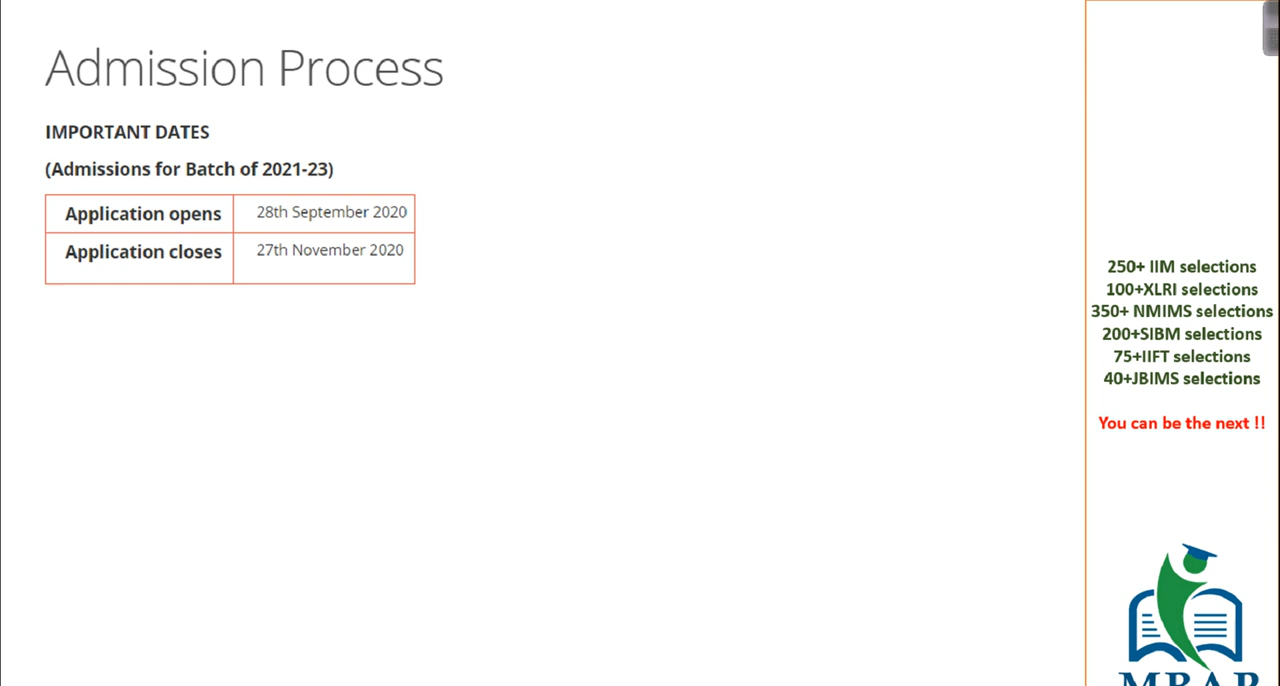 Admission Process
IMPORTANT DATES
(Admissions for Batch of 2021-23)
Application opens 28th September 2020
Application closes 27th November 2020
250+ IIM selections
100+XLRI selections
350+ NMIMS selections
200+SIBM selections
75+IIFT selections
40+JBIMS selections
You can be the next !!